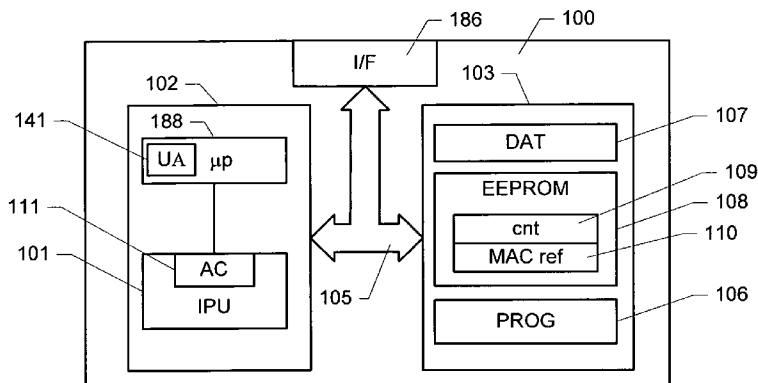 186
100
I/F
102
103
188
141
UA µp
DAT
107
EEPROM
109
cnt
108
111
MAC ref
110
101
AC
105
IPU
PROG
106